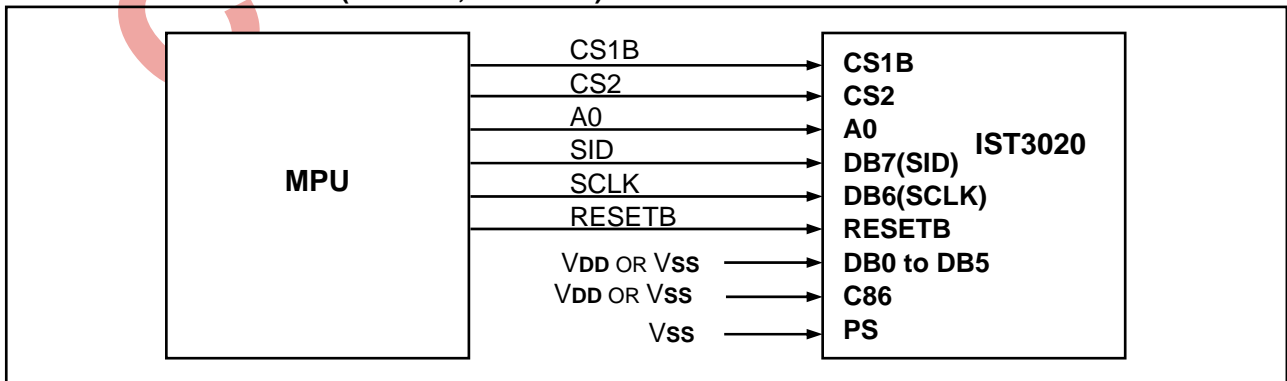 MPU
CS1B
CS2
A0
SID
SCLK
RESETB
VDD OR VSS
VDD OR VSS
VSS
CS1B
CS2
A0
DB7(SID)
DB6(SCLK)
RESETB
DB0 to DB5
C86
PS
IST3020